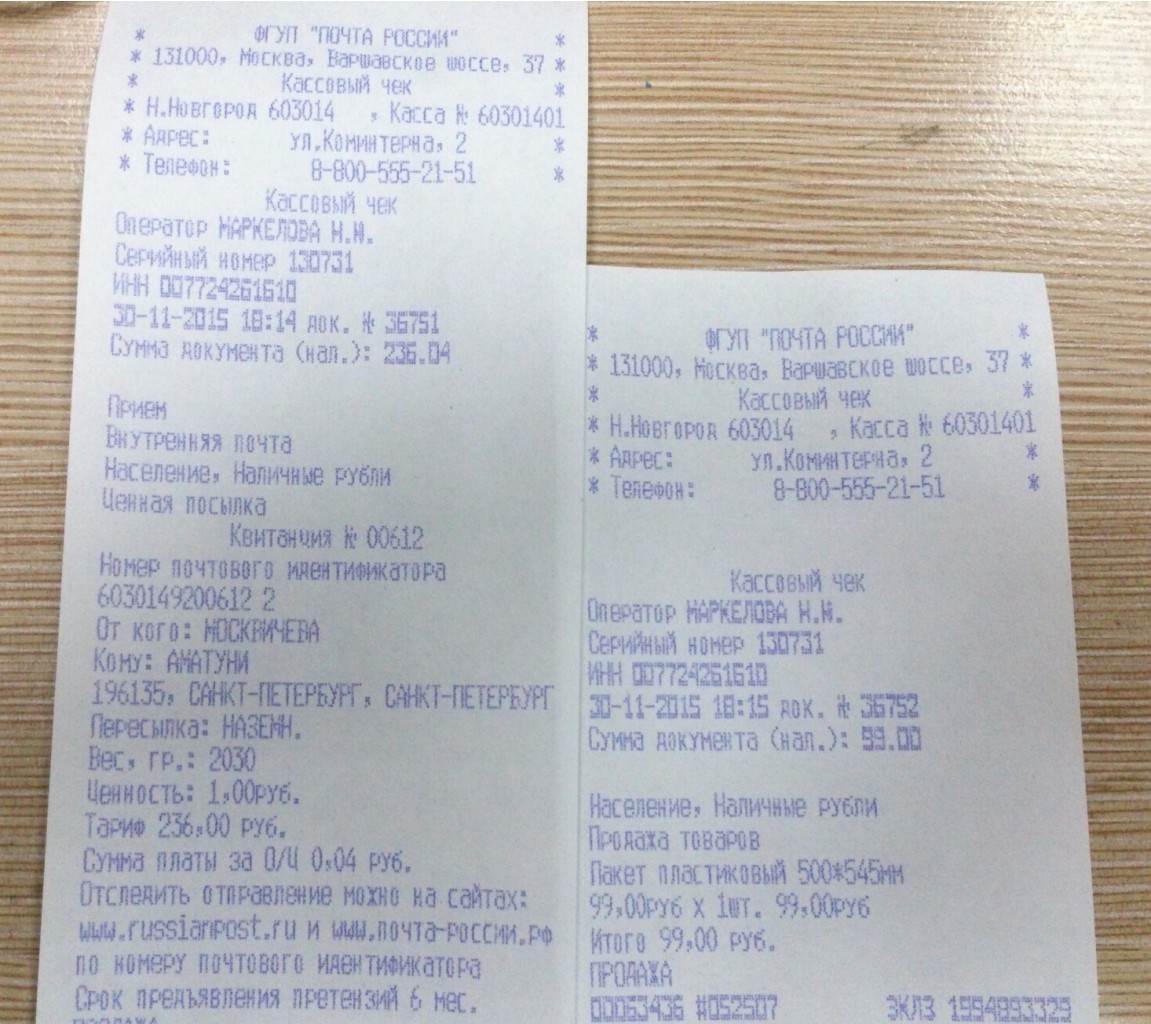 * ФГУП "ПОЧТА РОССИИ" *
* 131000, Москва, Варшавское шоссе, 37 *
* Кассовый чек *
* Н.Новгород 603014 , Касса № 60301401
* Адрес: ул.Коминтерна, 2 *
* Телефон: 8-800-555-21-51 *
Кассовый чек
Оператор МАРКЕЛОВА Н.М.
Серийный номер 130731
ИНН 007724261610
30-11-2015 18:14 док. № 36751
Сумма документа (нал.): 236.04
Прием
Внутренняя почта
Население, Наличные рубли
Ценная посылка
Квитанция № 00612
Номер почтового идентификатора
6030149200612 2
От кого: МОСКВИЧЕВА
Кому: АМАТУНИ
196135, САНКТ-ПЕТЕРБУРГ, САНКТ-ПЕТЕРБУРГ
Пересылка: НАЗЕМН.
Вес, гр.: 2030
Ценность: 1,00руб.
Тариф 236,00 руб.
Сумма платы за О/Ц 0,04 руб.
Отследить отправление можно на сайтах:
www.russianpost.ru и www.почта-россии.рф
по номеру почтового идентификатора
Срок предъявления претензий 6 мес.
ПРОДАЖА
* ФГУП "ПОЧТА РОССИИ" *
* 131000, Москва, Варшавское шоссе, 37 *
* Кассовый чек *
* Н.Новгород 603014 , Касса № 60301401
* Адрес: ул.Коминтерна, 2 *
* Телефон: 8-800-555-21-51 *
Кассовый чек
Оператор МАРКЕЛОВА Н.М.
Серийный номер 130731
ИНН 007724261610
30-11-2015 18:15 док. № 36752
Сумма документа (нал.): 99.00
Население, Наличные рубли
Продажа товаров
Пакет пластиковый 500*545мм
99,00руб X 1шт. 99,00руб
Итого 99,00 руб.
ПРОДАЖА
00063436 #052507 ЭКЛЗ 1994893329